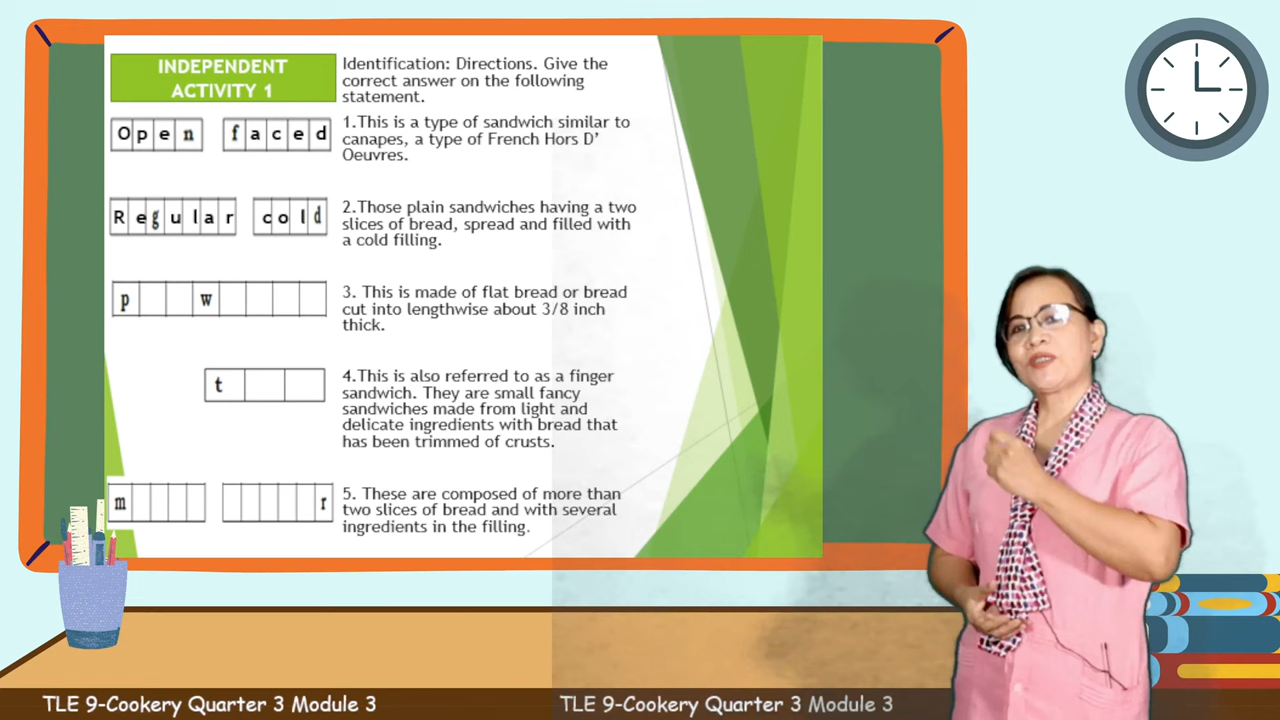 INDEPENDENT
ACTIVITY 1
Identification: Directions. Give the
correct answer on the following
statement.
Open faced
1.This is a type of sandwich similar to
canapes, a type of French Hors D’
Oeuvres.
Regular cold
2.Those plain sandwiches having a two
slices of bread, spread and filled with
a cold filling.
p w
3. This is made of flat bread or bread
cut into lengthwise about 3/8 inch
thick.
t
4.This is also referred to as a finger
sandwich. They are small fancy
sandwiches made from light and
delicate ingredients with bread that
has been trimmed of crusts.
m r
5. These are composed of more than
two slices of bread and with several
ingredients in the filling.
TLE 9-Cookery Quarter 3 Module 3
TLE 9-Cookery Quarter 3 Module 3